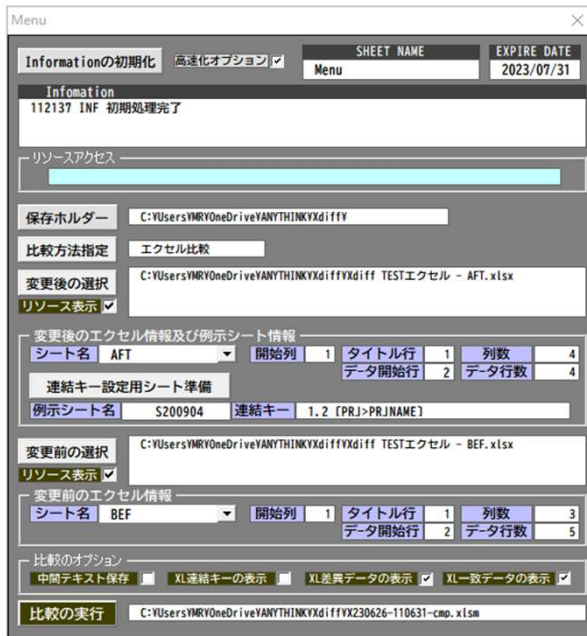 Menu
Informationの初期化 高速化オプション SHEET NAME EXPIRE DATE
Menu 2023/07/31
Infomation
112137 INF 初期処理完了
リソースアクセス
保存ホルダー C:¥Users¥MR¥OneDrive¥ANYTHINK¥Xdiff¥
比較方法指定 エクセル比較
変更後の選択 C:¥Users¥MR¥OneDrive¥ANYTHINK¥Xdiff¥Xdiff TESTエクセル - AFT.xlsx
リソース表示
変更後のエクセル情報及び例示シート情報
シート名 AFT 開始列 1 タイトル行 1 列数 4
データ開始行 2 データ行数 4
連結キー設定用シート準備
例示シート名 S200904 連結キー 1.2 [PRJ>PRJNAME]
変更前の選択 C:¥Users¥MR¥OneDrive¥ANYTHINK¥Xdiff¥Xdiff TESTエクセル - BEF.xlsx
リソース表示
変更前のエクセル情報
シート名 BEF 開始列 1 タイトル行 1 列数 3
データ開始行 2 データ行数 5
比較のオプション
中間テキスト保存 XL連結キーの表示 XL差異データの表示 XL一致データの表示
比較の実行 C:¥Users¥MR¥OneDrive¥ANYTHINK¥Xdiff¥X230626-110631-cmp.xlsm